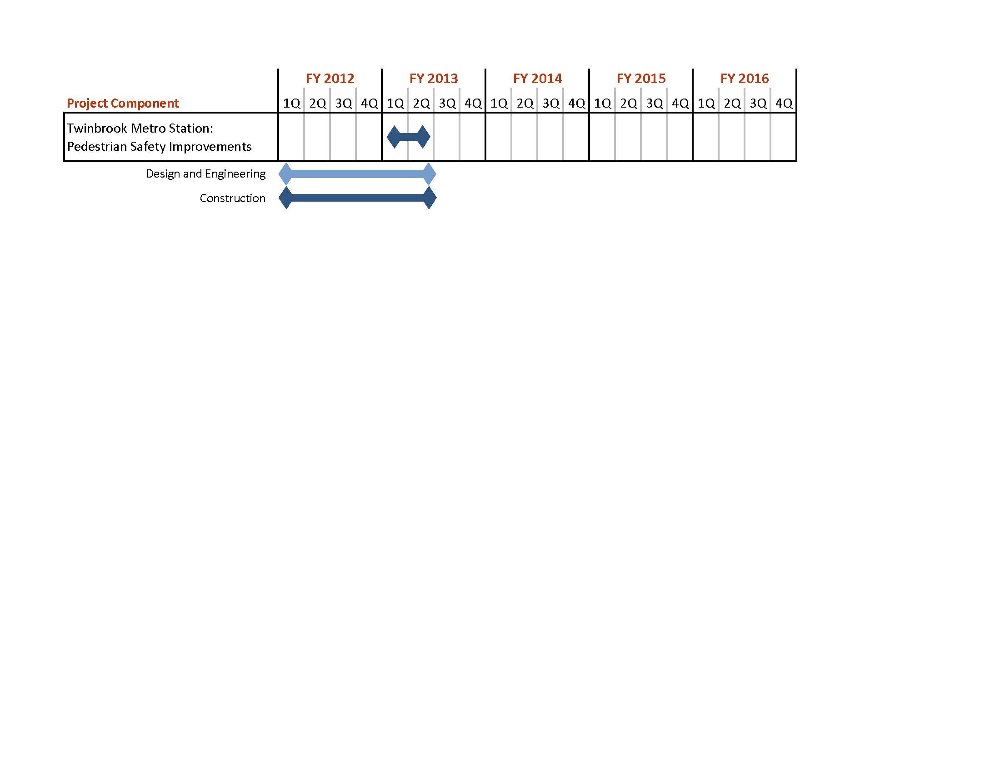 FY 2012 FY 2013 FY 2014 FY 2015 FY 2016
Project Component 1Q 2Q 3Q 4Q 1Q 2Q 3Q 4Q 1Q 2Q 3Q 4Q 1Q 2Q 3Q 4Q 1Q 2Q 3Q 4Q
Twinbrook Metro Station:
Pedestrian Safety Improvements
Design and Engineering
Construction